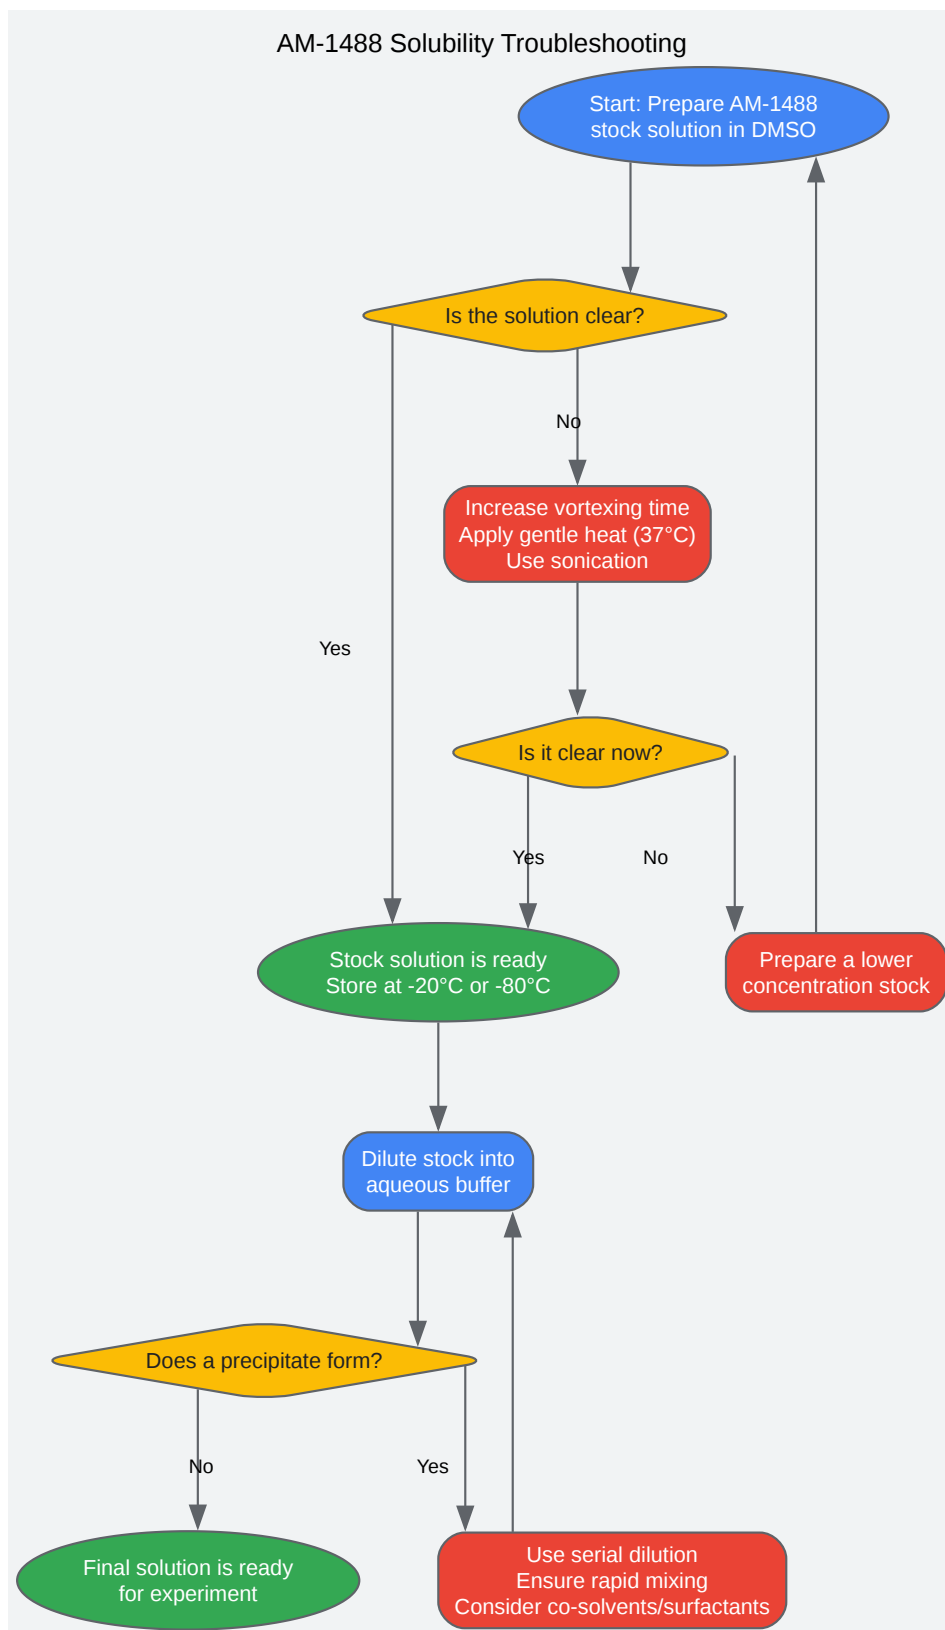 AM-1488 Solubility Troubleshooting
Start: Prepare AM-1488
stock solution in DMSO
Is the solution clear?
No
Increase vortexing time
Apply gentle heat (37°C)
Use sonication
Yes
Is it clear now?
Yes
No
Stock solution is ready
Store at -20°C or -80°C
Prepare a lower
concentration stock
Dilute stock into
aqueous buffer
Does a precipitate form?
No
Yes
Final solution is ready
for experiment
Use serial dilution
Ensure rapid mixing
Consider co-solvents/surfactants